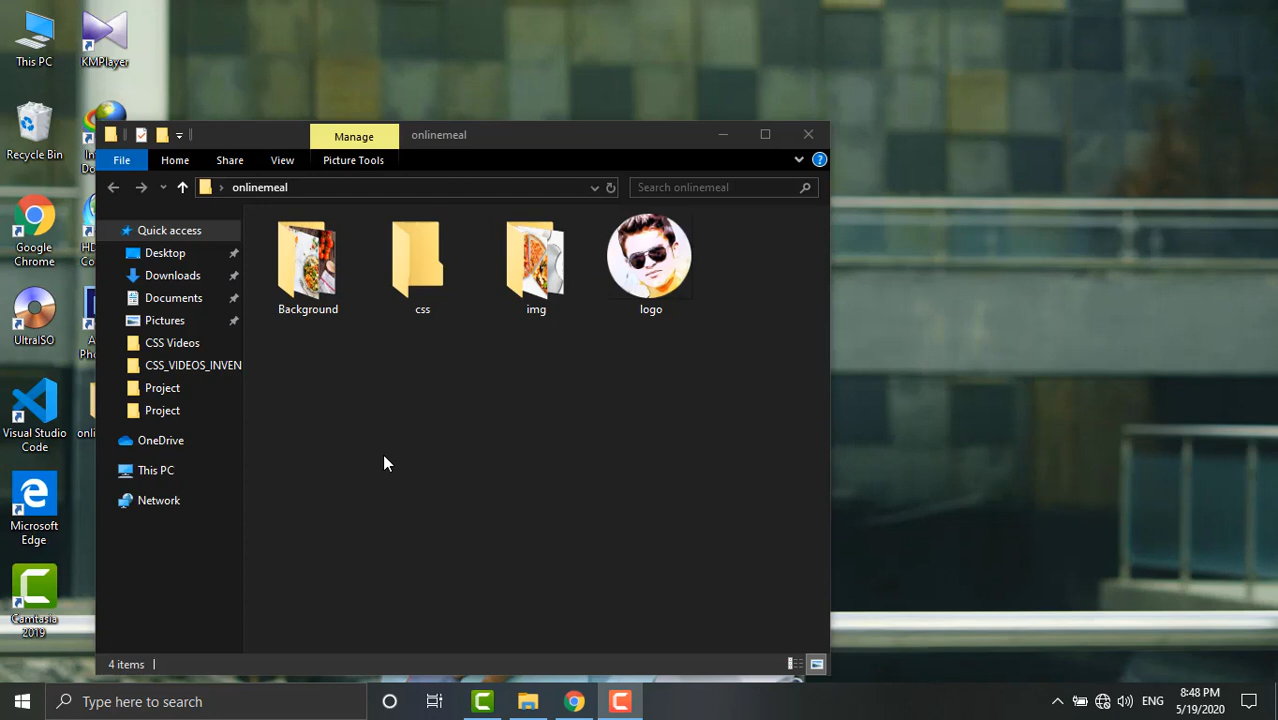 This PC
KMPlayer
Recycle Bin
Google
Chrome
UltraISO
Visual Studio
Code
Microsoft
Edge
Camtasia
2019
Manage
onlinemeal
File
Home
Share
View
Picture Tools
onlinemeal
Search onlinemeal
Quick access
Desktop
Downloads
Documents
Pictures
CSS Videos
CSS_VIDEOS_INVEN
Project
Project
OneDrive
This PC
Network
Background
css
img
logo
4 items
Type here to search
ENG
8:48 PM
5/19/2020